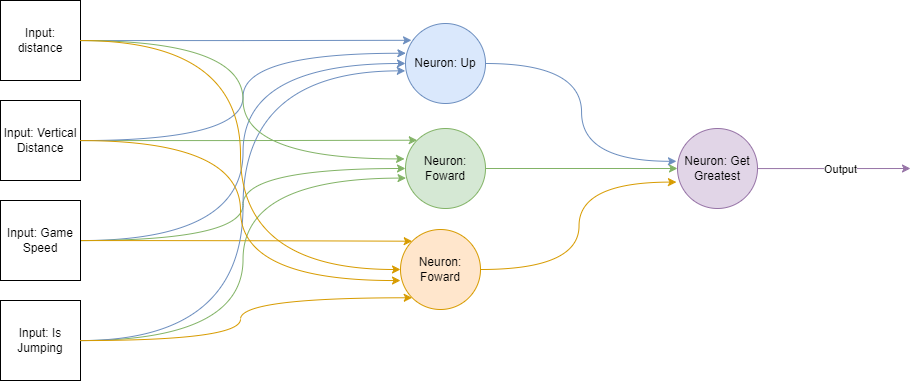 Input:
distance
Neuron: Up
Input: Vertical
Distance
Neuron:
Foward
Neuron: Get
Greatest
Output
Input: Game
Speed
Neuron:
Foward
Input: Is
Jumping